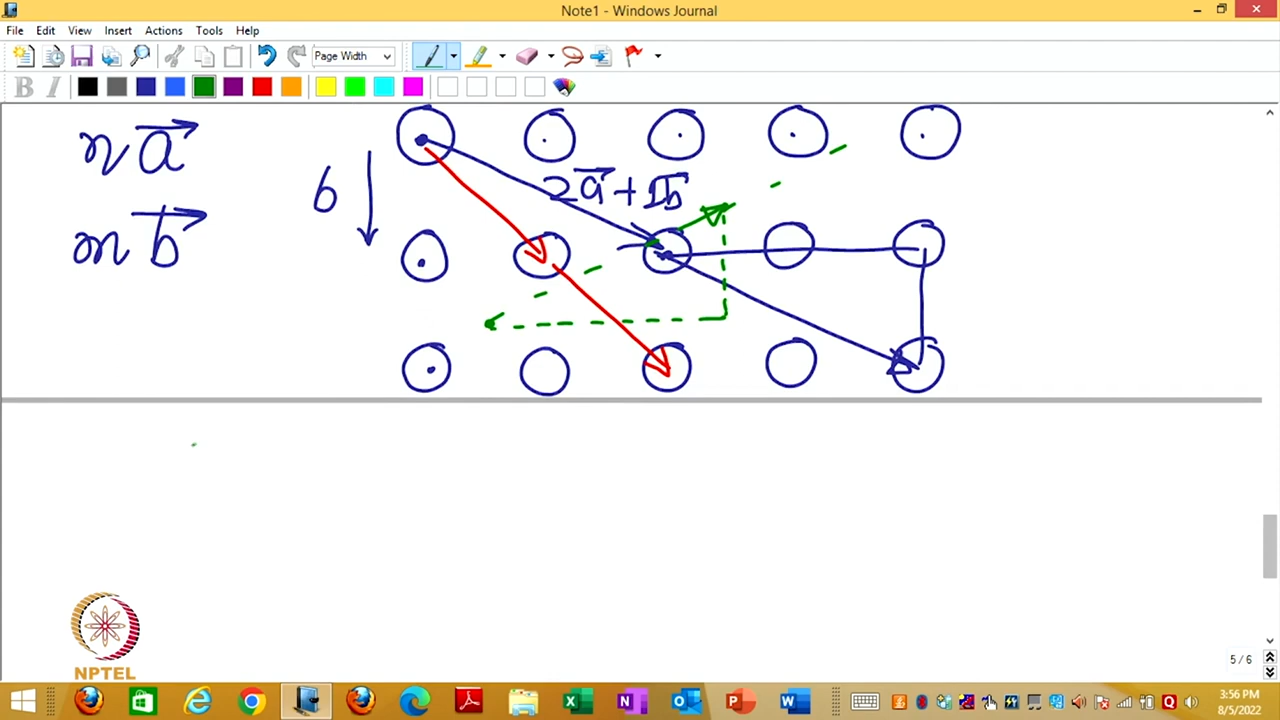 Note1 - Windows Journal
File Edit View Insert Actions Tools Help
Page Width
B I
n a⃗
b
2a⃗ + 1b⃗
m b⃗
5 / 6
NPTEL
3:56 PM
8/5/2022